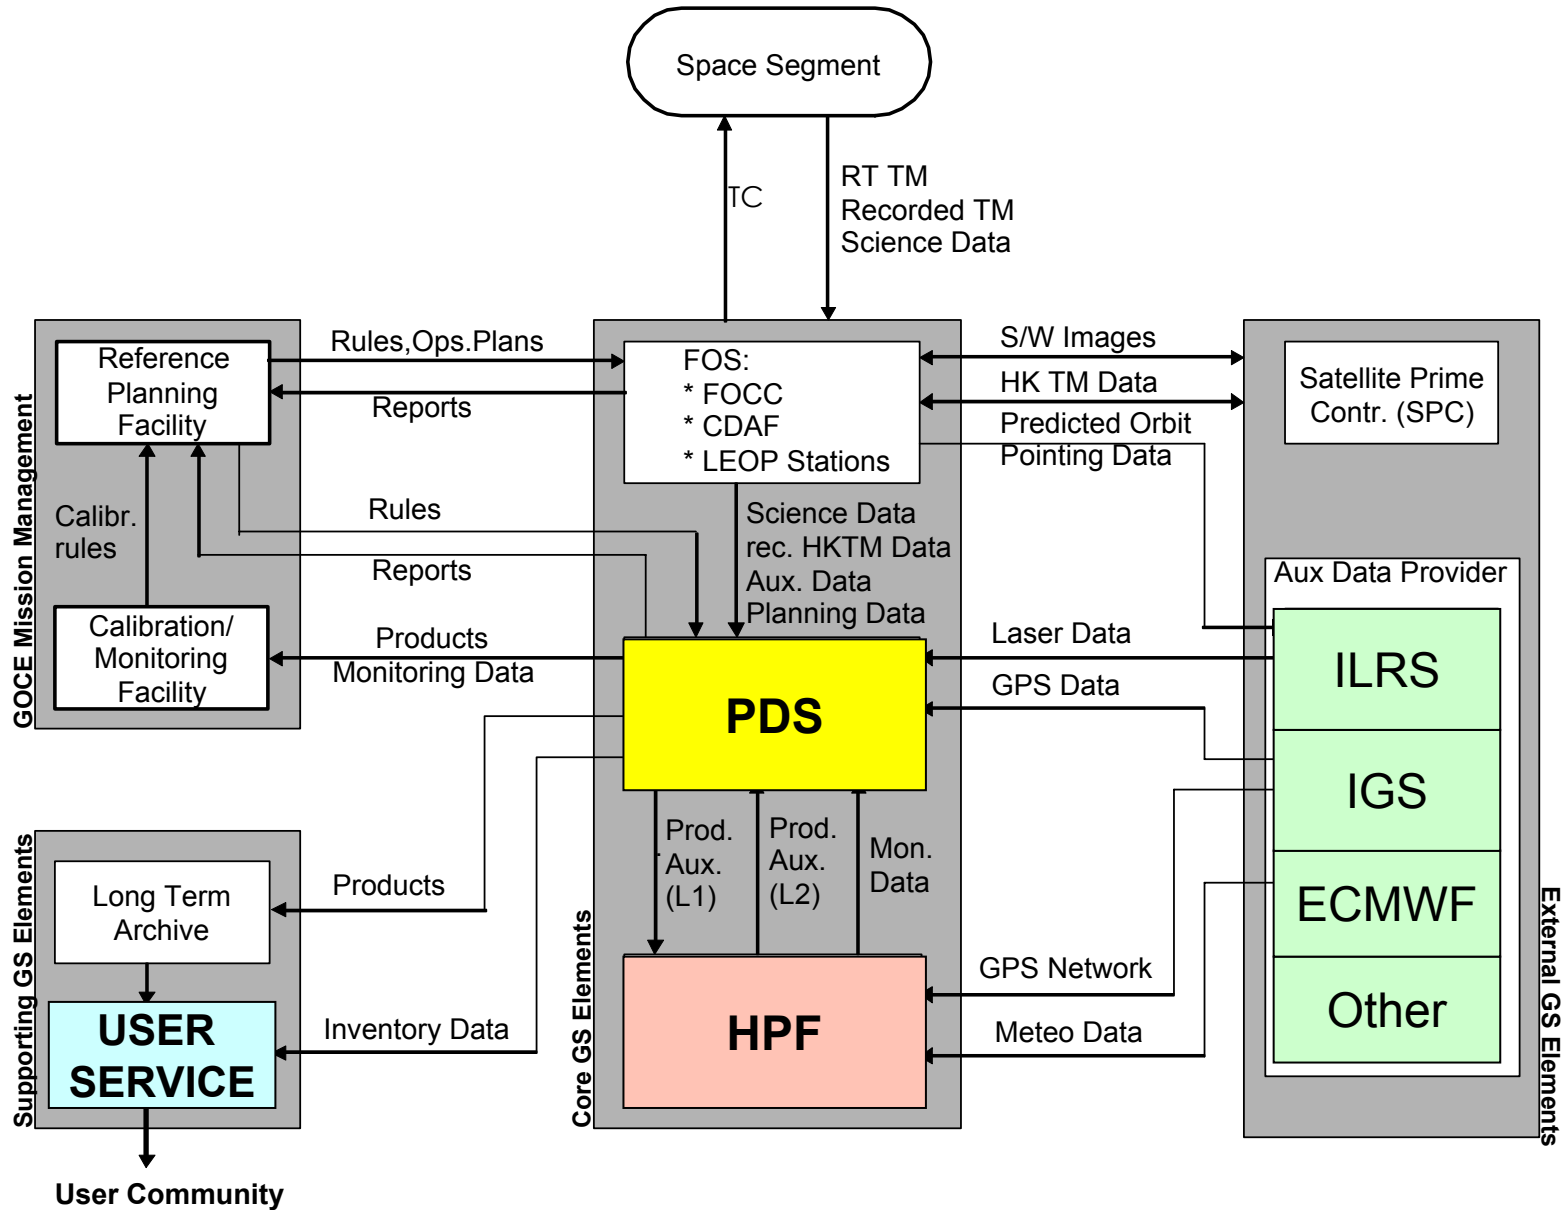 Space Segment
TC
RT TM
Recorded TM
Science Data
GOCE Mission Management
Reference
Planning
Facility
Calibr.
rules
Calibration/
Monitoring
Facility
Rules,Ops.Plans
Reports
Rules
Reports
Products
Monitoring Data
Core GS Elements
FOS:
* FOCC
* CDAF
* LEOP Stations
Science Data
rec. HKTM Data
Aux. Data
Planning Data
PDS
Prod.
Aux.
(L1)
Prod.
Aux.
(L2)
Mon.
Data
HPF
S/W Images
HK TM Data
Predicted Orbit
Pointing Data
Laser Data
GPS Data
GPS Network
Meteo Data
External GS Elements
Satellite Prime
Contr. (SPC)
Aux Data Provider
ILRS
IGS
ECMWF
Other
Supporting GS Elements
Long Term
Archive
Products
USER
SERVICE
Inventory Data
User Community